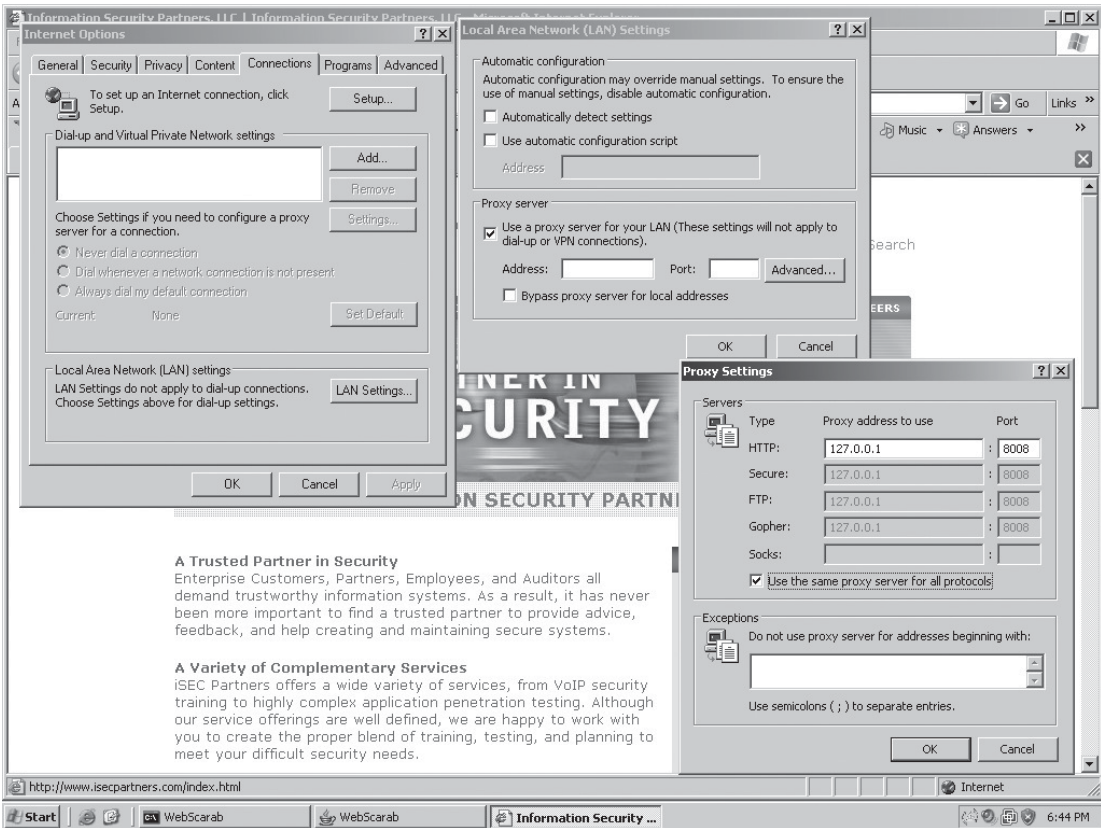 Information Security Partners, LLC | Information Security Partners, LLC - Microsoft Internet Explorer
Internet Options
General
Security
Privacy
Content
Connections
Programs
Advanced
To set up an Internet connection, click
Setup.
Setup...
Dial-up and Virtual Private Network settings
Add...
Remove
Choose Settings if you need to configure a proxy
server for a connection.
Settings...
Never dial a connection
Dial whenever a network connection is not present
Always dial my default connection
Current
None
Set Default
Local Area Network (LAN) settings
LAN Settings do not apply to dial-up connections.
Choose Settings above for dial-up settings.
LAN Settings...
OK
Cancel
Apply
Local Area Network (LAN) Settings
Automatic configuration
Automatic configuration may override manual settings. To ensure the
use of manual settings, disable automatic configuration.
Automatically detect settings
Use automatic configuration script
Address
Proxy server
Use a proxy server for your LAN (These settings will not apply to
dial-up or VPN connections).
Address:
Port:
Advanced...
Bypass proxy server for local addresses
OK
Cancel
Go
Links »
Music
Answers
»
Search
EERS
Proxy Settings
Servers
Type
Proxy address to use
Port
HTTP:
127.0.0.1
: 8008
Secure:
127.0.0.1
: 8008
FTP:
127.0.0.1
: 8008
Gopher:
127.0.0.1
: 8008
Socks:
:
Use the same proxy server for all protocols
Exceptions
Do not use proxy server for addresses beginning with:
Use semicolons ( ; ) to separate entries.
OK
Cancel
TNER IN
CURITY
ON SECURITY PARTN
A Trusted Partner in Security
Enterprise Customers, Partners, Employees, and Auditors all
demand trustworthy information systems. As a result, it has never
been more important to find a trusted partner to provide advice,
feedback, and help creating and maintaining secure systems.
A Variety of Complementary Services
iSEC Partners offers a wide variety of services, from VoIP security
training to highly complex application penetration testing. Although
our service offerings are well defined, we are happy to work with
you to create the proper blend of training, testing, and planning to
meet your difficult security needs.
http://www.isecpartners.com/index.html
Internet
Start
WebScarab
WebScarab
Information Security ...
6:44 PM